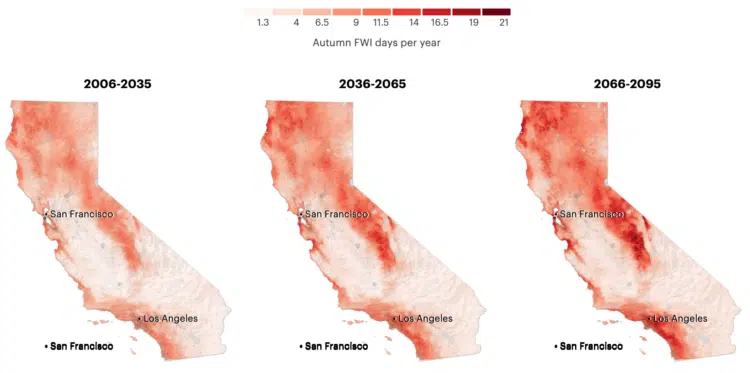 1.3 4 6.5 9 11.5 14 16.5 19 21
Autumn FWI days per year
2006-2035 2036-2065 2066-2095
San Francisco San Francisco San Francisco
Los Angeles Los Angeles Los Angeles
San Francisco San Francisco San Francisco